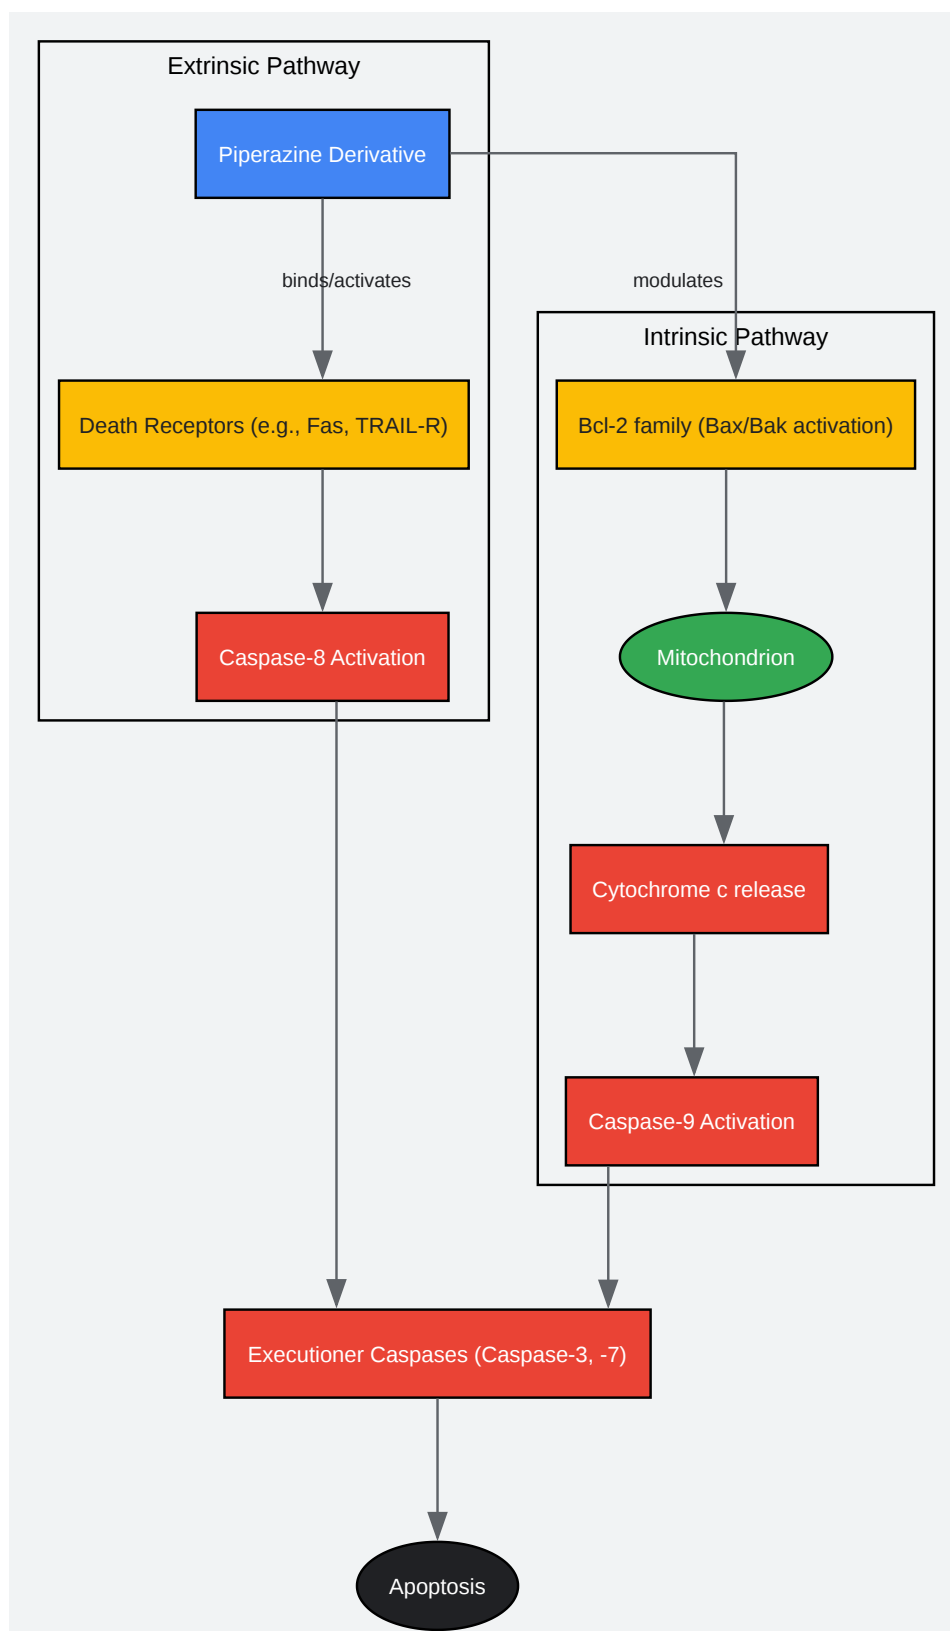 Extrinsic Pathway
Piperazine Derivative
binds/activates
modulates
Intrinsic Pathway
Death Receptors (e.g., Fas, TRAIL-R)
Bcl-2 family (Bax/Bak activation)
Caspase-8 Activation
Mitochondrion
Cytochrome c release
Caspase-9 Activation
Executioner Caspases (Caspase-3, -7)
Apoptosis